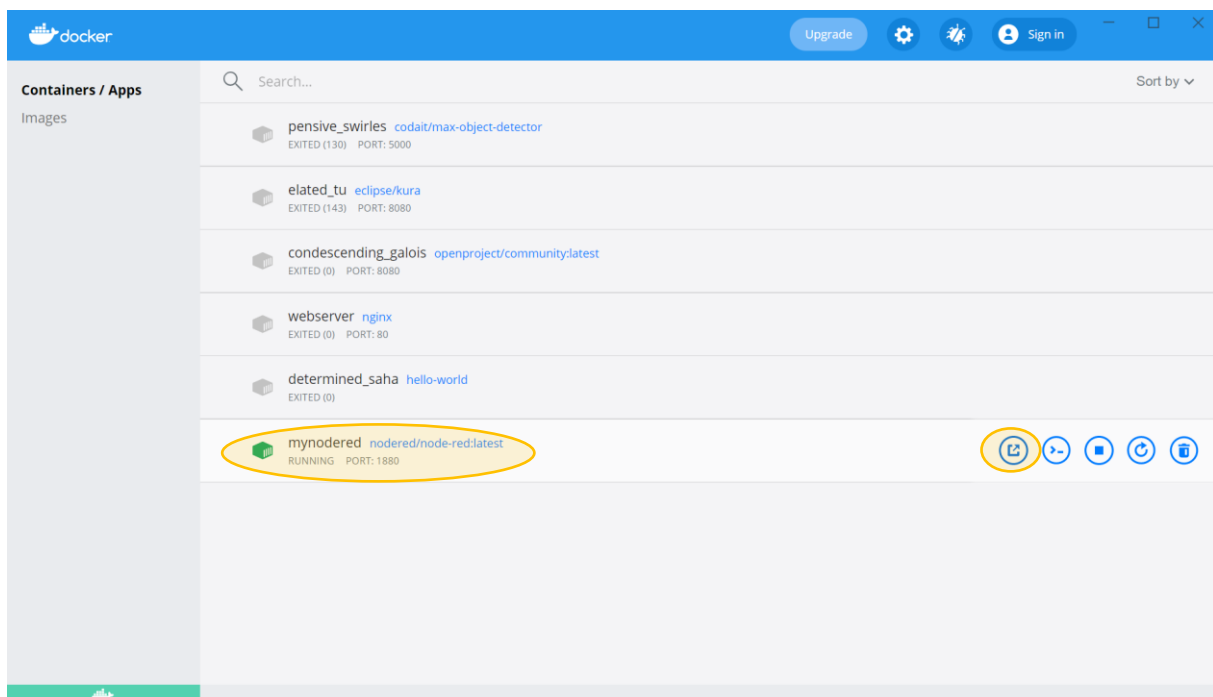 docker
Upgrade
Sign in
Containers / Apps
Images
Search...
Sort by
pensive_swirles codait/max-object-detector
EXITED (130) PORT: 5000
elated_tu eclipse/kura
EXITED (143) PORT: 8080
condescending_galois openproject/community:latest
EXITED (0) PORT: 8080
webserver nginx
EXITED (0) PORT: 80
determined_saha hello-world
EXITED (0)
mynodered nodered/node-red:latest
RUNNING PORT: 1880